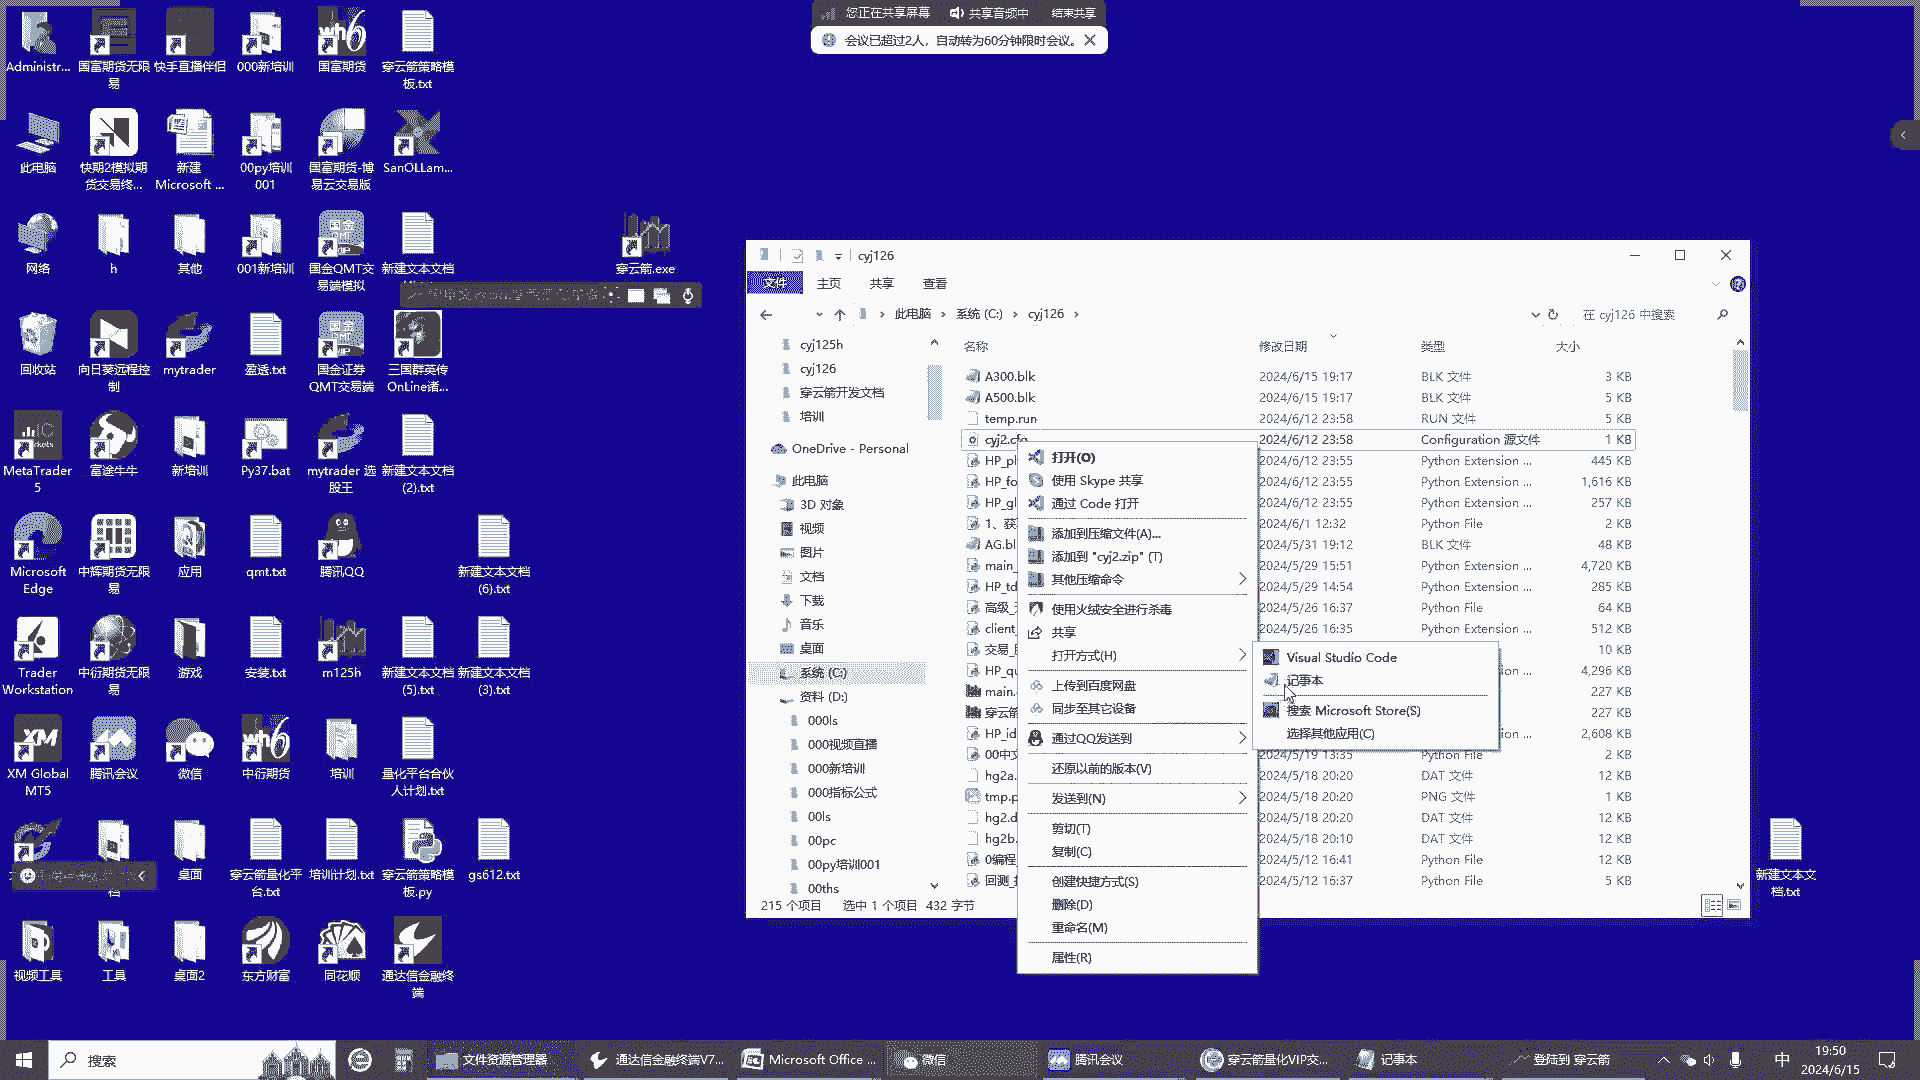 您正在共享屏幕 共享音频中 结束共享
会议已超过2人，自动转为60分钟限时会议。
Administr...
国富期货无限易
快手直播伴侣
000新培训
国富期货
穿云箭策略模板.txt
此电脑
快期2模拟期货交易终...
新建 Microsoft ...
00py培训001
国富期货-博易云交易版
SanOLLam...
网络
h
其他
001新培训
国金QMT交易端模拟
新建文本文档
穿云箭.exe
回收站
向日葵远程控制
mytrader
盈透.txt
国金证券QMT交易端
三国群英传OnLine诸...
MetaTrader 5
富途牛牛
新培训
Py37.bat
mytrader 选股王
新建文本文档 (2).txt
Microsoft Edge
中辉期货无限易
应用
qmt.txt
腾讯QQ
新建文本文档 (6).txt
Trader Workstation
中衍期货无限易
游戏
安装.txt
m125h
新建文本文档 (5).txt
新建文本文档 (3).txt
XM Global MT5
腾讯会议
微信
中衍期货
培训
量化平台合伙人计划.txt
档
桌面
穿云箭量化平台.txt
培训计划.txt
穿云箭策略模板.py
gs612.txt
视频工具
工具
桌面2
东方财富
同花顺
通达信金融终端
新建文本文档.txt
cyj126
文件 主页 共享 查看
此电脑 系统 (C:) cyj126
在 cyj126 中搜索
cyj125h
cyj126
穿云箭开发文档
培训
OneDrive - Personal
此电脑
3D 对象
视频
图片
文档
下载
音乐
桌面
系统 (C:)
资料 (D:)
000ls
000视频直播
000新培训
000指标公式
00ls
00pc
00py培训001
00ths
名称 修改日期 类型 大小
A300.blk 2024/6/15 19:17 BLK 文件 3 KB
A500.blk 2024/6/15 19:17 BLK 文件 5 KB
temp.run 2024/6/12 23:58 RUN 文件 5 KB
cyj2.cfg 2024/6/12 23:58 Configuration 源文件 1 KB
HP_pl 2024/6/12 23:55 Python Extension ... 445 KB
HP_fo 2024/6/12 23:55 Python Extension ... 1,616 KB
HP_gl 2024/6/12 23:55 Python Extension ... 257 KB
1、获 2024/6/1 12:32 Python File 2 KB
AG.bl 2024/5/31 19:12 BLK 文件 48 KB
main_ 2024/5/29 15:51 Python Extension ... 4,720 KB
HP_td 2024/5/29 14:54 Python Extension ... 285 KB
高级_ 2024/5/26 16:37 Python File 64 KB
client_ 2024/5/26 16:35 Python Extension ... 512 KB
交易_ 10 KB
HP_qu 4,296 KB
main. 227 KB
穿云箭 227 KB
HP_id ion ... 2,608 KB
00中文 2024/5/19 13:35 Python File 2 KB
hg2a. 2024/5/18 20:20 DAT 文件 12 KB
tmp.p 2024/5/18 20:20 PNG 文件 1 KB
hg2.d 2024/5/18 20:20 DAT 文件 12 KB
hg2b. 2024/5/18 20:10 DAT 文件 12 KB
0编程 2024/5/12 16:41 Python File 12 KB
回测_ 2024/5/12 16:37 Python File 5 KB
215 个项目 选中 1 个项目 432 字节
打开(O)
使用 Skype 共享
通过 Code 打开
添加到压缩文件(A)...
添加到 "cyj2.zip" (T)
其他压缩命令
使用火绒安全进行杀毒
共享
打开方式(H)
上传到百度网盘
同步至其它设备
通过QQ发送到
还原以前的版本(V)
发送到(N)
剪切(T)
复制(C)
创建快捷方式(S)
删除(D)
重命名(M)
属性(R)
Visual Studio Code
记事本
搜索 Microsoft Store(S)
选择其他应用(C)
搜索
文件资源管理器
通达信金融终端V7...
Microsoft Office ...
微信
腾讯会议
穿云箭量化VIP交...
记事本
登陆到 穿云箭
中
19:50
2024/6/15